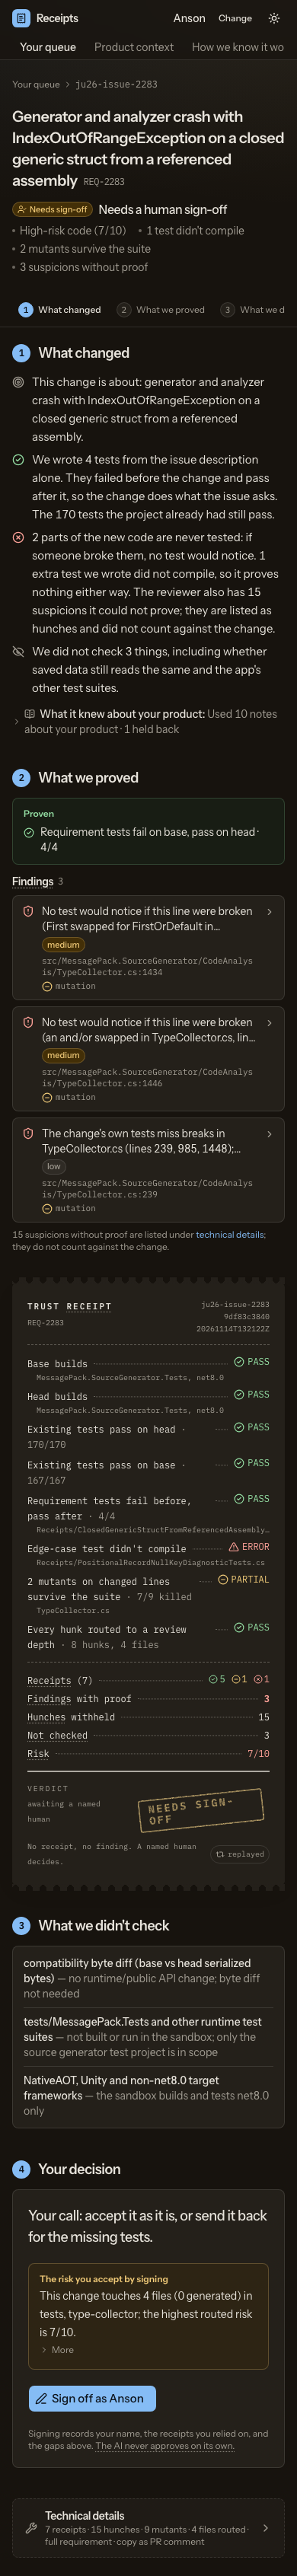 Receipts
Anson
Change
Your queue
Product context
How we know it wo
Your queue
ju26-issue-2283
Generator and analyzer crash with
IndexOutOfRangeException on a closed
generic struct from a referenced
assembly REQ-2283
Needs sign-off Needs a human sign-off
• High-risk code (7/10) • 1 test didn't compile
• 2 mutants survive the suite
• 3 suspicions without proof
1 What changed
2 What we proved
3 What we d
1 What changed
This change is about: generator and analyzer
crash with IndexOutOfRangeException on a
closed generic struct from a referenced
assembly.
We wrote 4 tests from the issue description
alone. They failed before the change and pass
after it, so the change does what the issue asks.
The 170 tests the project already had still pass.
2 parts of the new code are never tested: if
someone broke them, no test would notice. 1
extra test we wrote did not compile, so it proves
nothing either way. The reviewer also has 15
suspicions it could not prove; they are listed as
hunches and did not count against the change.
We did not check 3 things, including whether
saved data still reads the same and the app's
other test suites.
What it knew about your product: Used 10 notes
about your product · 1 held back
2 What we proved
Proven
Requirement tests fail on base, pass on head ·
4/4
Findings 3
No test would notice if this line were broken
(First swapped for FirstOrDefault in...
medium
src/MessagePack.SourceGenerator/CodeAnalys
is/TypeCollector.cs:1434
mutation
No test would notice if this line were broken
(an and/or swapped in TypeCollector.cs, lin...
medium
src/MessagePack.SourceGenerator/CodeAnalys
is/TypeCollector.cs:1446
mutation
The change's own tests miss breaks in
TypeCollector.cs (lines 239, 985, 1448);...
low
src/MessagePack.SourceGenerator/CodeAnalys
is/TypeCollector.cs:239
mutation
15 suspicions without proof are listed under technical details;
they do not count against the change.
TRUST RECEIPT
REQ-2283
ju26-issue-2283
9df83c3840
20261114T132122Z
Base builds PASS
MessagePack.SourceGenerator.Tests, net8.0
Head builds PASS
MessagePack.SourceGenerator.Tests, net8.0
Existing tests pass on head · PASS
170/170
Existing tests pass on base · PASS
167/167
Requirement tests fail before, PASS
pass after · 4/4
Receipts/ClosedGenericStructFromReferencedAssembly…
Edge-case test didn't compile ERROR
Receipts/PositionalRecordNullKeyDiagnosticTests.cs
2 mutants on changed lines PARTIAL
survive the suite · 7/9 killed
TypeCollector.cs
Every hunk routed to a review PASS
depth · 8 hunks, 4 files
Receipts (7) 5 1 1
Findings with proof 3
Hunches withheld 15
Not checked 3
Risk 7/10
VERDICT
awaiting a named
human
NEEDS SIGN-
OFF
No receipt, no finding. A named human
decides.
replayed
3 What we didn't check
compatibility byte diff (base vs head serialized
bytes) — no runtime/public API change; byte diff
not needed
tests/MessagePack.Tests and other runtime test
suites — not built or run in the sandbox; only the
source generator test project is in scope
NativeAOT, Unity and non-net8.0 target
frameworks — the sandbox builds and tests net8.0
only
4 Your decision
Your call: accept it as it is, or send it back
for the missing tests.
The risk you accept by signing
This change touches 4 files (0 generated) in
tests, type-collector; the highest routed risk
is 7/10.
More
Sign off as Anson
Signing records your name, the receipts you relied on, and
the gaps above. The AI never approves on its own.
Technical details
7 receipts · 15 hunches · 9 mutants · 4 files routed ·
full requirement · copy as PR comment